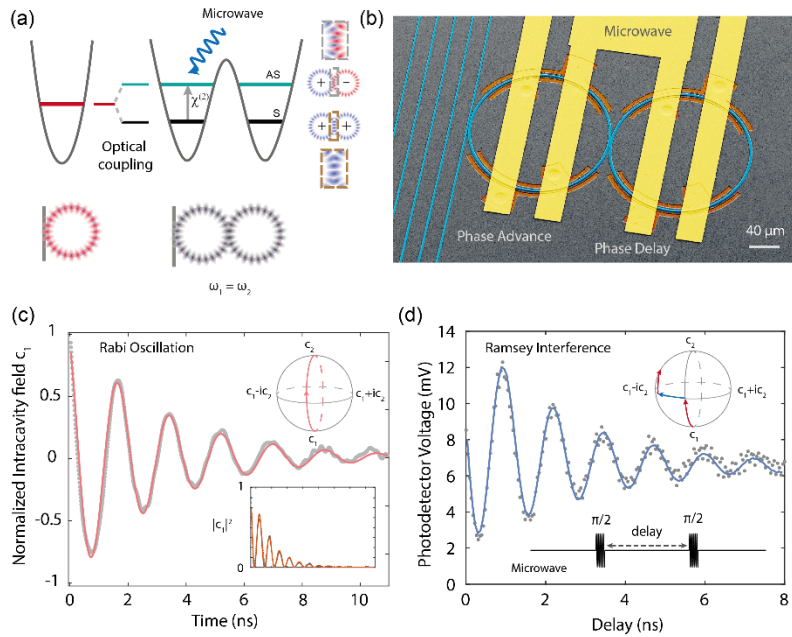 (a)
Microwave
AS
χ(2)
S
Optical
coupling
+
−
+
+
ω1 = ω2
(b)
Microwave
Phase Advance
Phase Delay
40 μm
(c)
Normalized Intracavity field c1
1
0.5
0
-0.5
-1
Rabi Oscillation
c2
c1-ic2
c1+ic2
c1
1
|c1|²
0
0
2
4
6
8
10
Time (ns)
(d)
Photodetector Voltage (mV)
14
12
10
8
6
4
2
0
Ramsey Interference
c2
c1-ic2
c1+ic2
c1
π/2
delay
π/2
Microwave
0
2
4
6
8
Delay (ns)